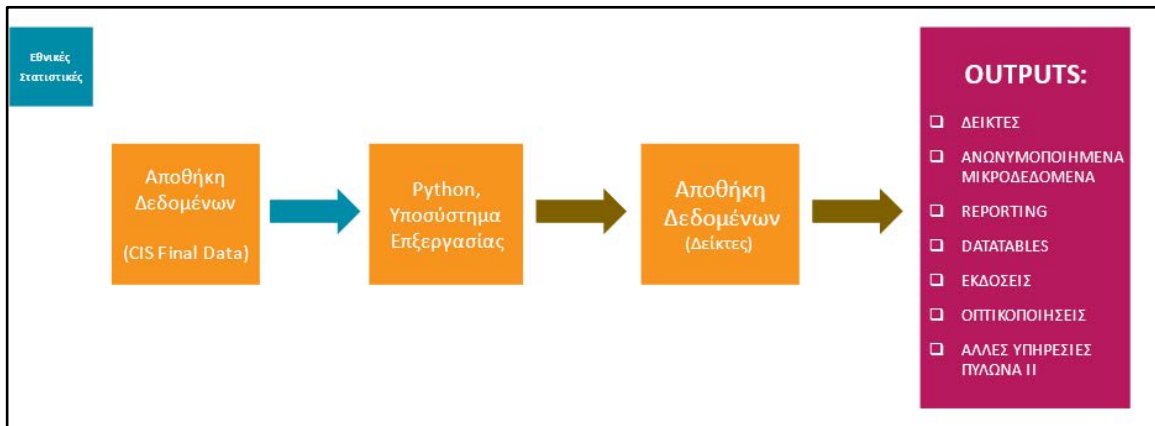 Εθνικές
Στατιστικές
Αποθήκη
Δεδομένων
(CIS Final Data)
Python,
Υποσύστημα
Επξεργασίας
Αποθήκη
Δεδομένων
(Δείκτες)
OUTPUTS:
ΔΕΙΚΤΕΣ
ΑΝΩΝΥΜΟΠΟΙΗΜΕΝΑ
ΜΙΚΡΟΔΕΔΟΜΕΝΑ
REPORTING
DATATABLES
ΕΚΔΟΣΕΙΣ
ΟΠΤΙΚΟΠΟΙΗΣΕΙΣ
ΑΛΛΕΣ ΥΠΗΡΕΣΙΕΣ
ΠΥΛΩΝΑ ΙΙ